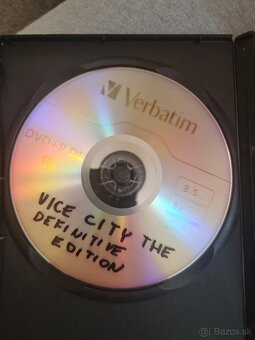 Verbatim
DVD+R DL
8.5
VICE CITY THE
DEFINITIVE
EDITION
Bazos.sk